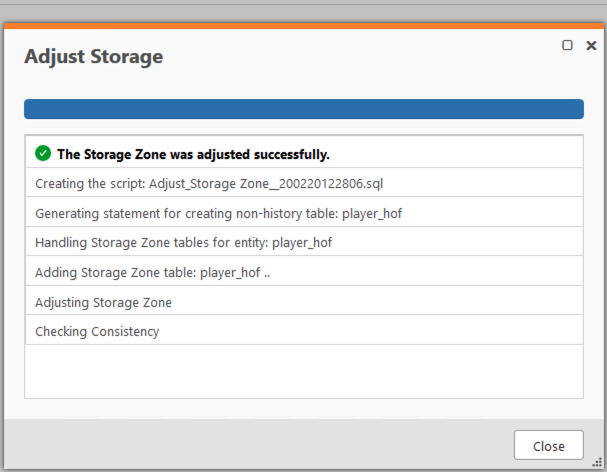 Adjust Storage
The Storage Zone was adjusted successfully.
Creating the script: Adjust_Storage Zone__200220122806.sql
Generating statement for creating non-history table: player_hof
Handling Storage Zone tables for entity: player_hof
Adding Storage Zone table: player_hof ..
Adjusting Storage Zone
Checking Consistency
Close